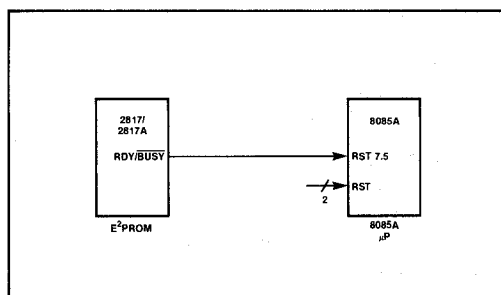 2817/
2817A
RDY/BUSY
E²PROM
8085A
RST 7.5
RST
2
8085A
μP